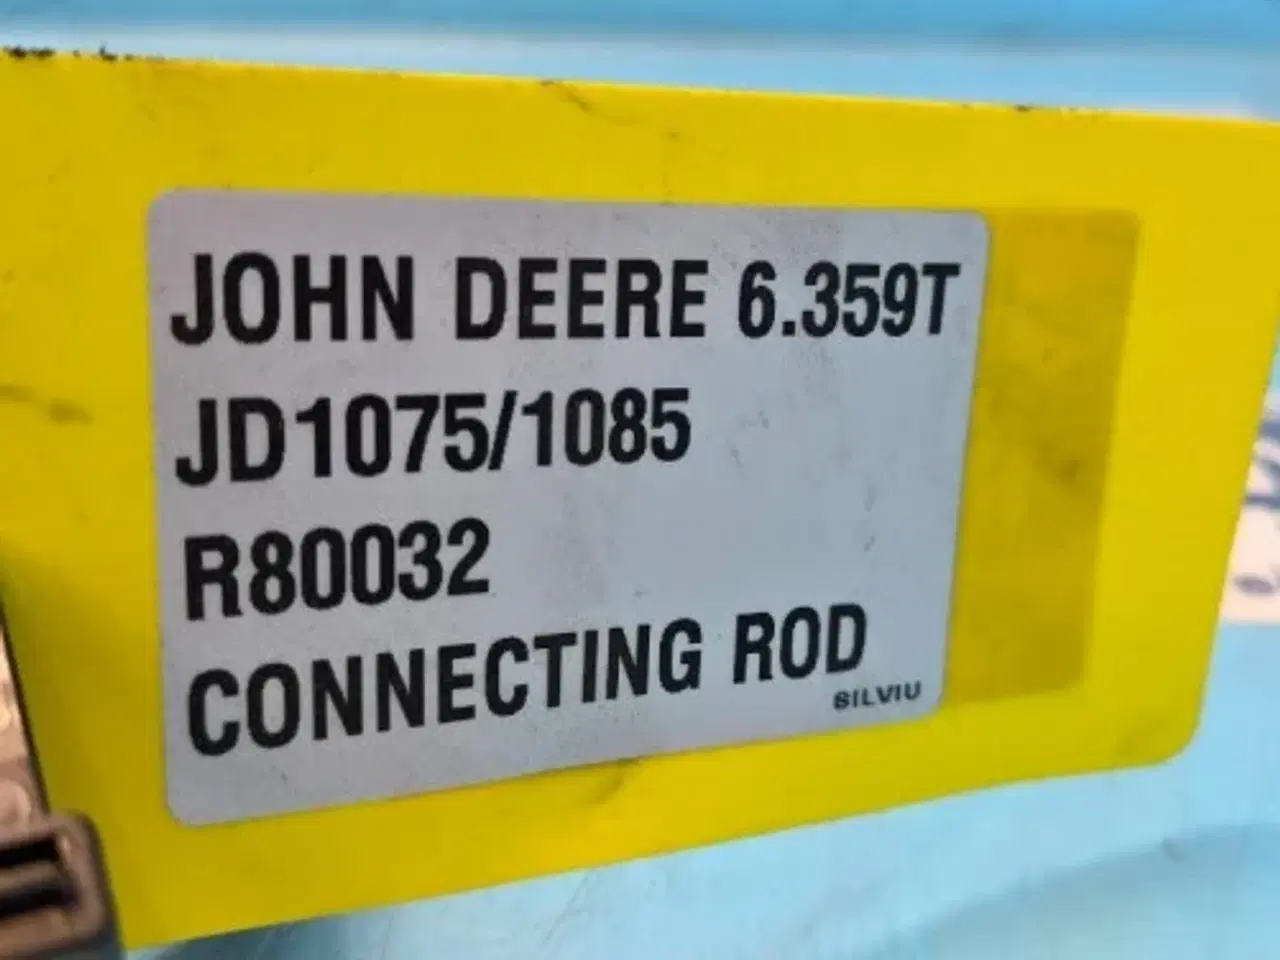 JOHN DEERE 6.359T
JD1075/1085
R80032
CONNECTING ROD
SILVIU